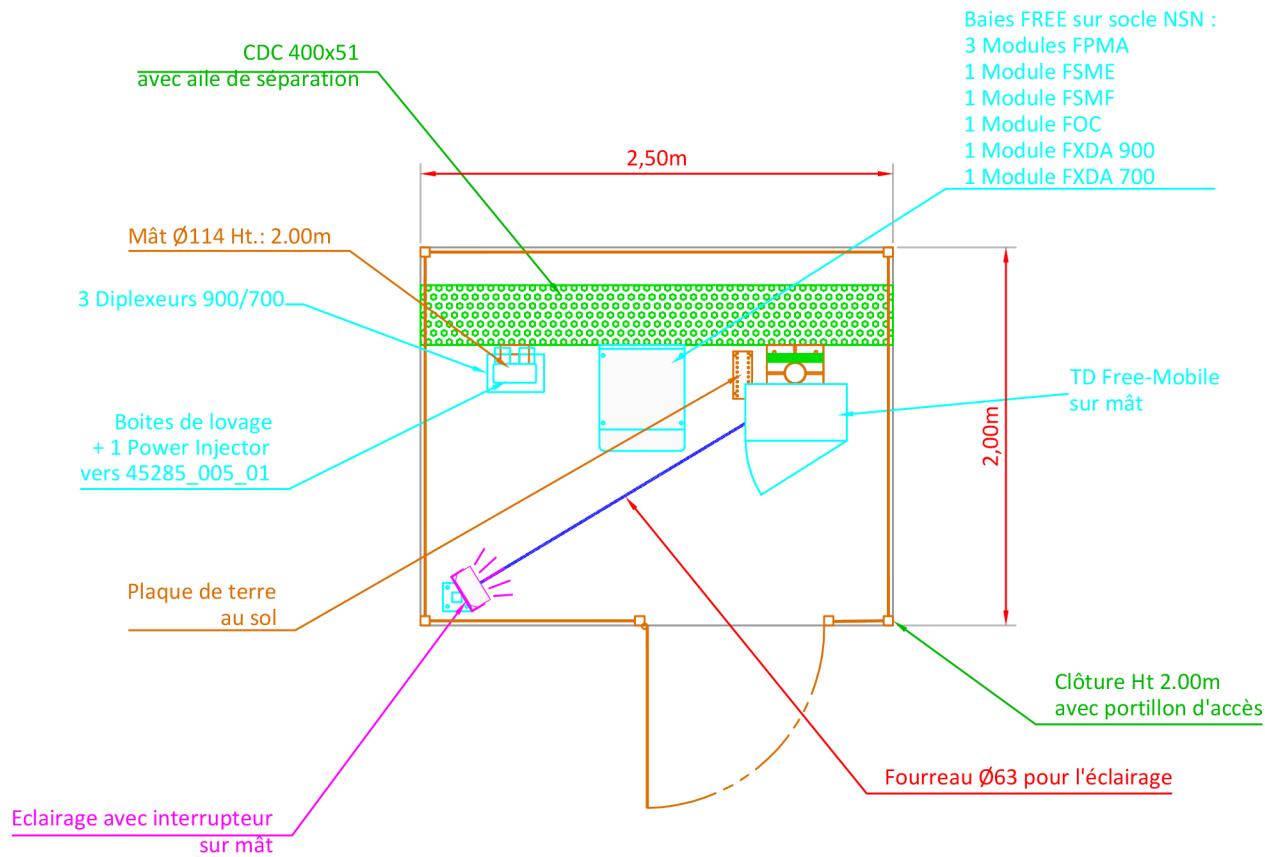 Baies FREE sur socle NSN :
3 Modules FPMA
1 Module FSME
1 Module FSMF
1 Module FOC
1 Module FXDA 900
1 Module FXDA 700
CDC 400x51
avec aile de séparation
2,50m
Mât Ø114 Ht.: 2.00m
3 Diplexeurs 900/700
TD Free-Mobile
sur mât
Boites de lovage
+ 1 Power Injector
vers 45285_005_01
2,00m
Plaque de terre
au sol
Clôture Ht 2.00m
avec portillon d'accès
Fourreau Ø63 pour l'éclairage
Eclairage avec interrupteur
sur mât